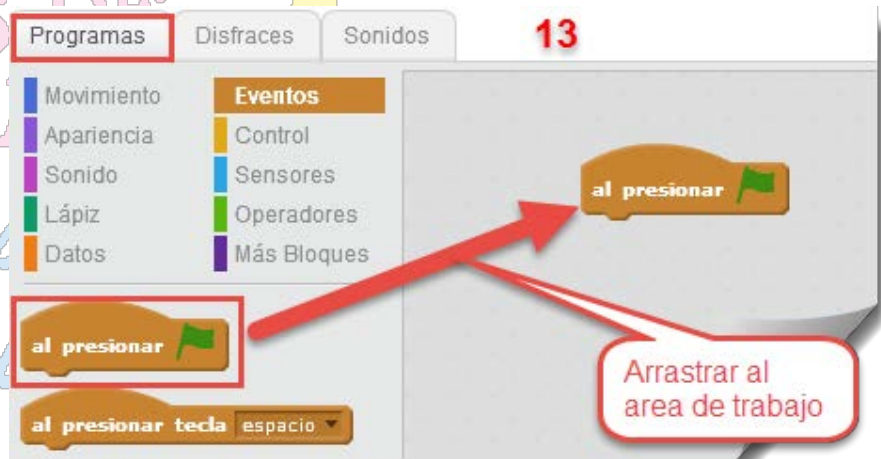 Programas Disfraces Sonidos 13
Movimiento Eventos
Apariencia Control
Sonido Sensores
Lápiz Operadores
Datos Más Bloques
al presionar
al presionar
al presionar tecla espacio
Arrastrar al
area de trabajo